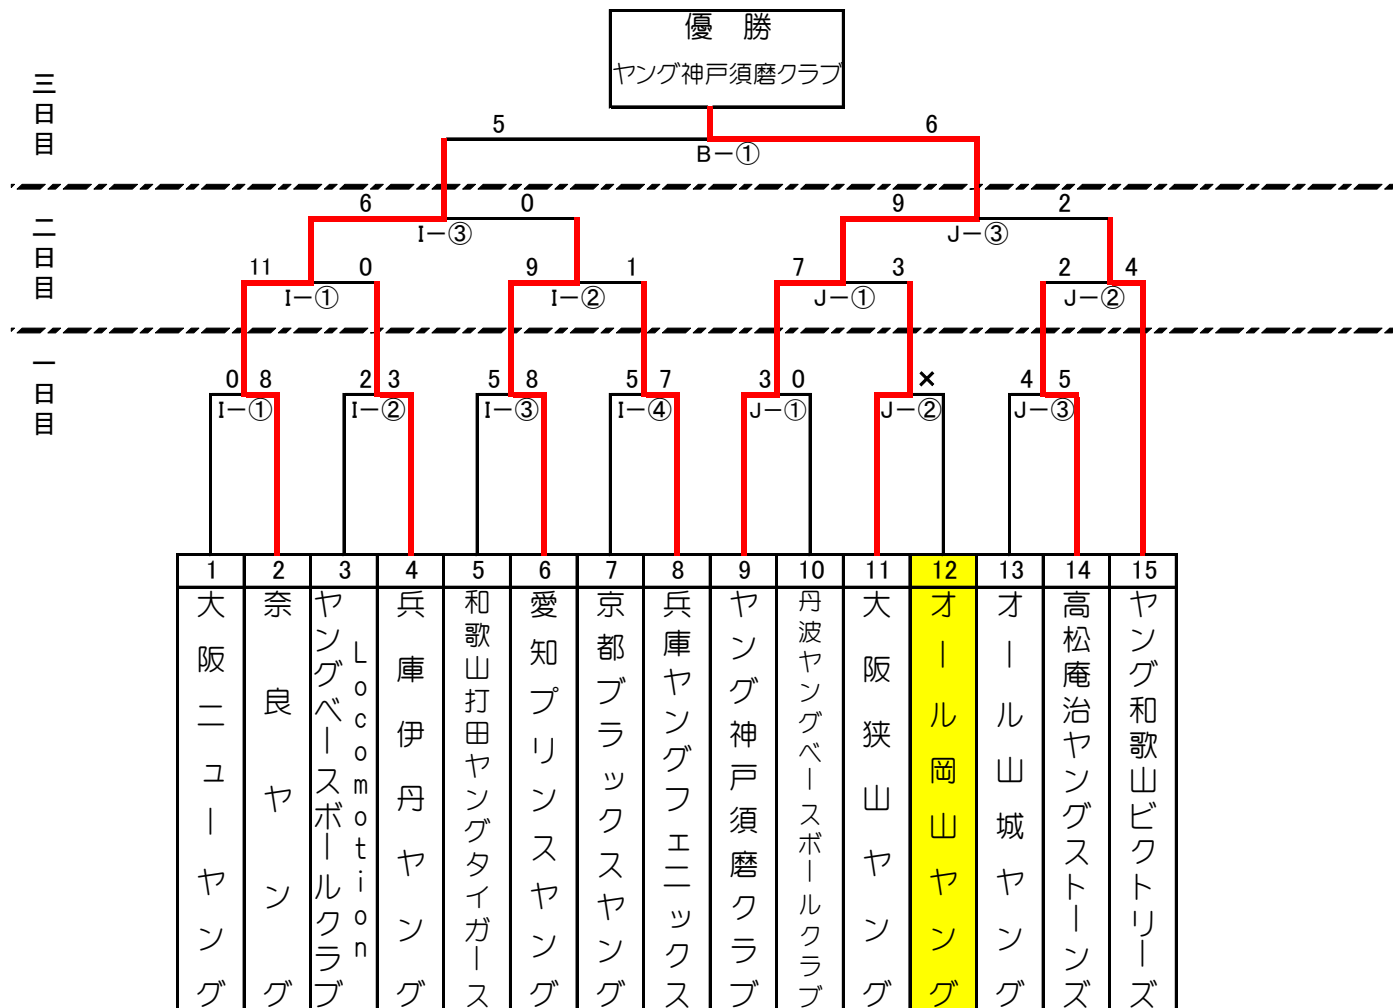 優　勝
ヤング神戸須磨クラブ
三日目
5 6
B－①
二日目
6 0 9 2
I－③ J－③
11 0 9 1 7 3 2 4
I－① I－② J－① J－②
一日目
0 8 2 3 5 8 5 7 3 0 × 4 5
I－① I－② I－③ I－④ J－① J－② J－③
1 2 3 4 5 6 7 8 9 10 11 12 13 14 15
大阪ニューヤング
奈良ヤング
ヤングベースボールクラブ
Locomotion
兵庫伊丹ヤング
和歌山打田ヤングタイガース
愛知プリンスヤング
京都ブラックスヤング
兵庫ヤングフェニックス
ヤング神戸須磨クラブ
丹波ヤングベースボールクラブ
大阪狭山ヤング
オール岡山ヤング
オール山城ヤング
高松庵治ヤングストーンズ
ヤング和歌山ビクトリーズ